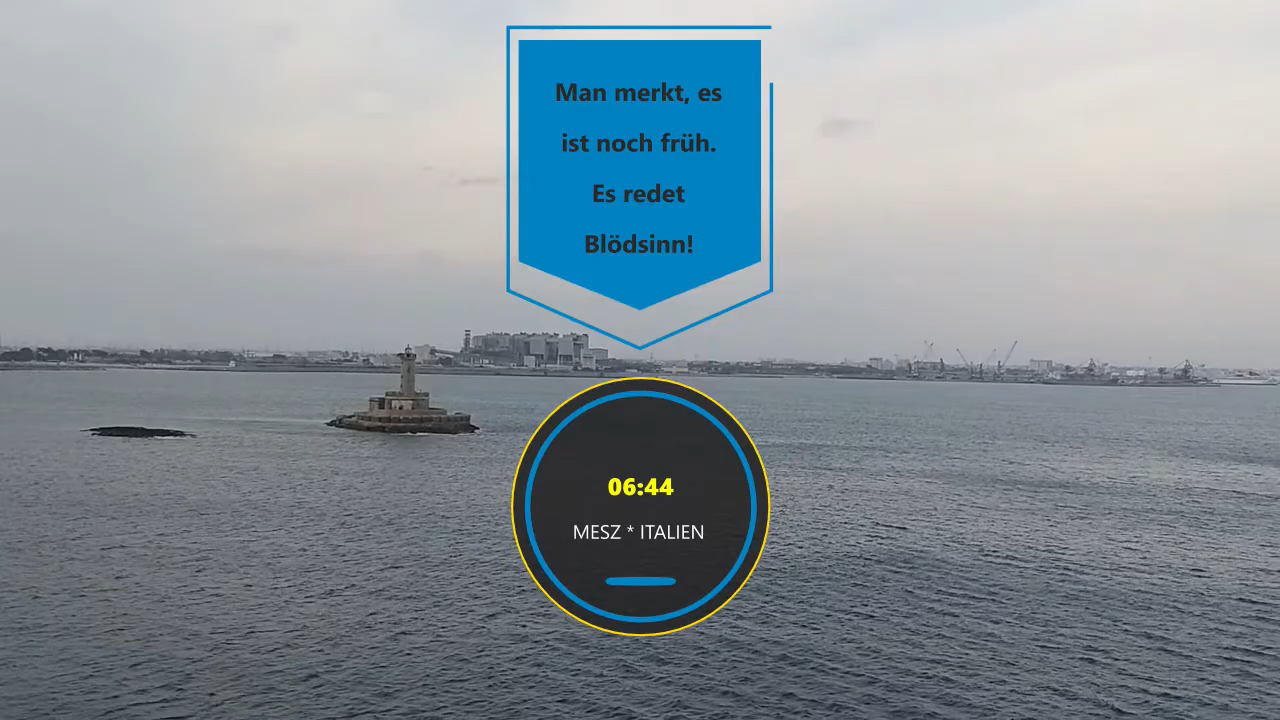 Man merkt, es
ist noch früh.
Es redet
Blödsinn!
06:44
MESZ * ITALIEN